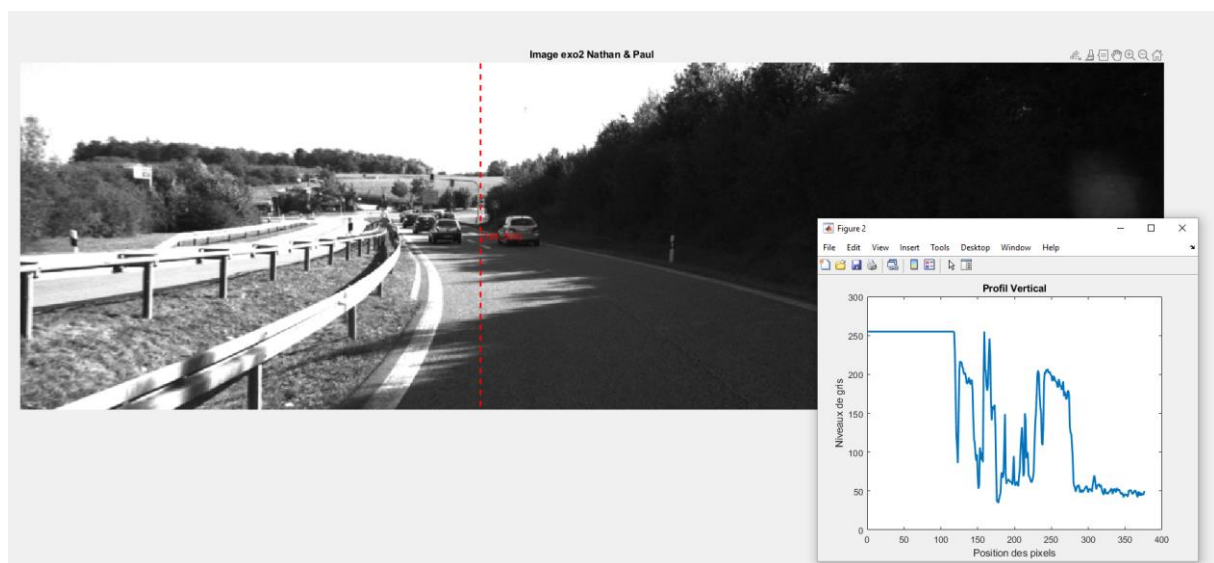 Image exo2 Nathan & Paul
Figure 2
File Edit View Insert Tools Desktop Window Help
Profil Vertical
Niveaux de gris
300
250
200
150
100
50
0
0 50 100 150 200 250 300 350 400
Position des pixels